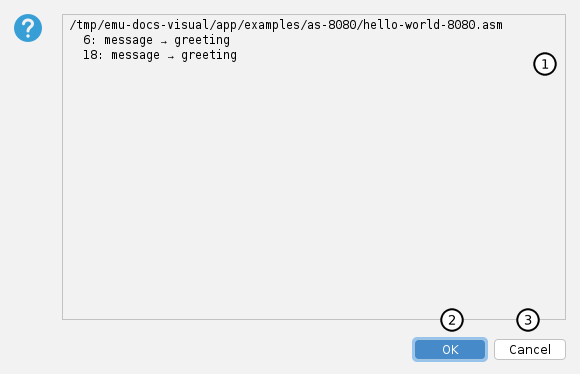 /tmp/emu-docs-visual/app/examples/as-8080/hello-world-8080.asm
6: message → greeting
18: message → greeting
1
2
3
OK
Cancel